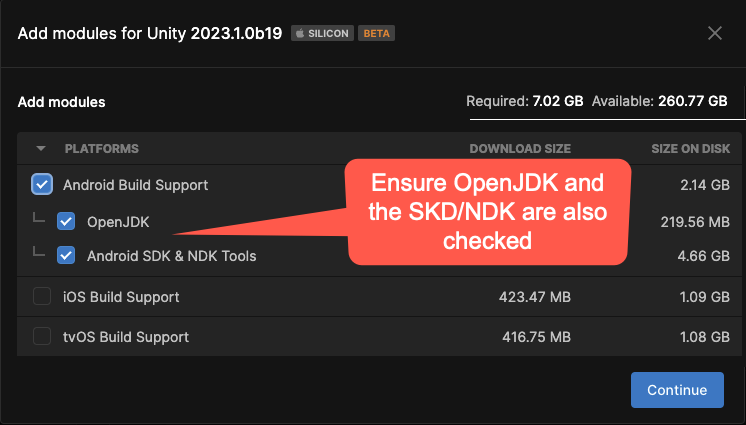 Add modules for Unity 2023.1.0b19 SILICON BETA
Add modules Required: 7.02 GB Available: 260.77 GB
PLATFORMS DOWNLOAD SIZE SIZE ON DISK
Android Build Support 2.14 GB
OpenJDK 219.56 MB
Android SDK & NDK Tools 4.66 GB
Ensure OpenJDK and
the SKD/NDK are also
checked
iOS Build Support 423.47 MB 1.09 GB
tvOS Build Support 416.75 MB 1.08 GB
Continue